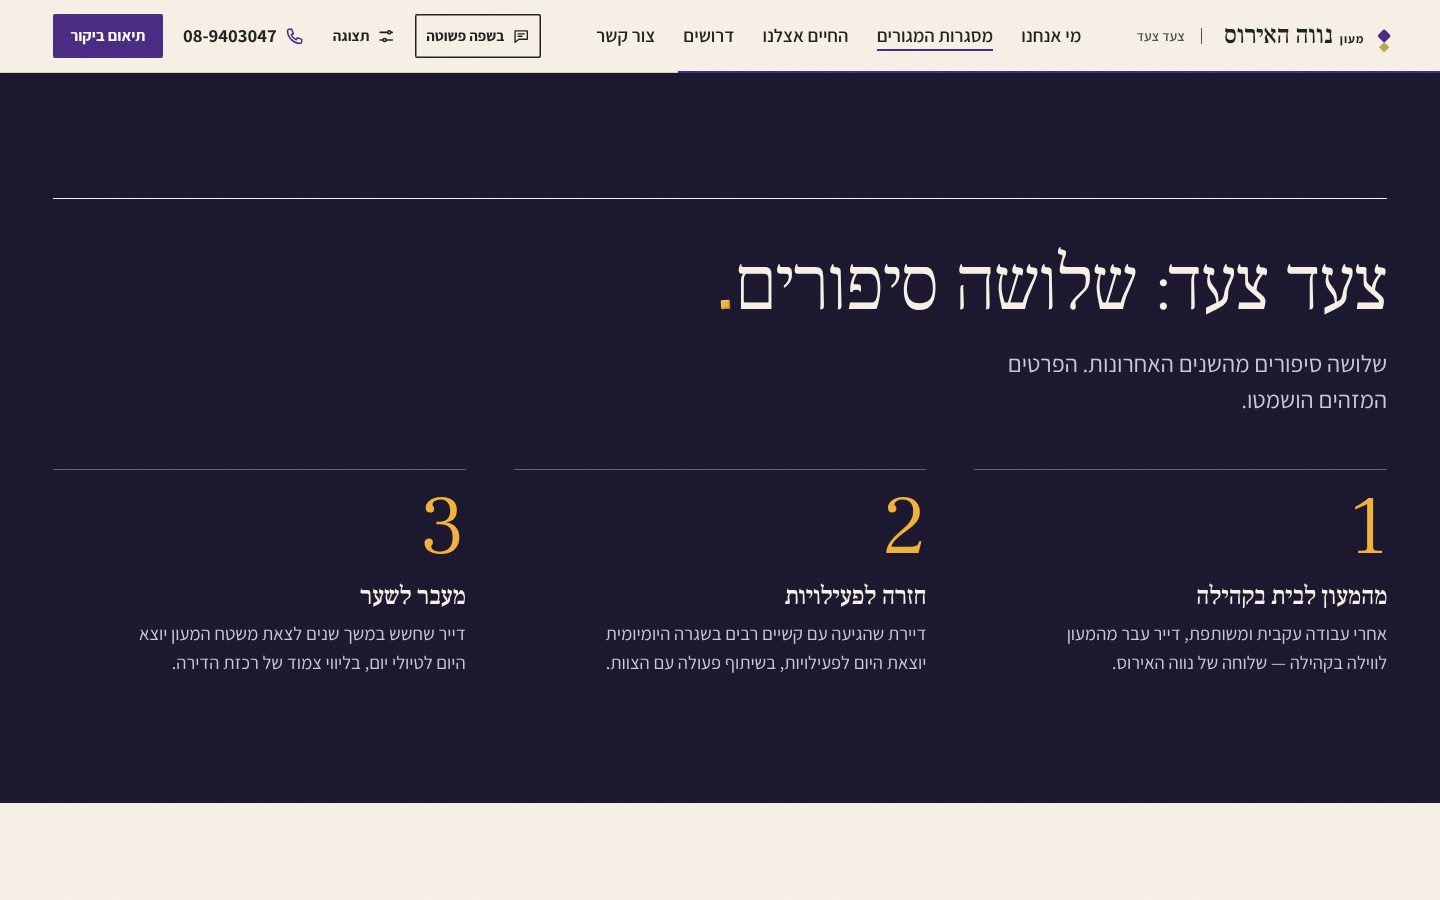 מעון נווה האירוס
צעד צעד
מי אנחנו
מסגרות המגורים
החיים אצלנו
דרושים
צור קשר
בשפה פשוטה
תצוגה
08-9403047
תיאום ביקור
צעד צעד: שלושה סיפורים.
שלושה סיפורים מהשנים האחרונות. הפרטים
המזהים הושמטו.
1
מהמעון לבית בקהילה
אחרי עבודה עקבית ומשותפת, דייר עבר מהמעון
לווילה בקהילה — שלוחה של נווה האירוס.
2
חזרה לפעילויות
דיירת שהגיעה עם קשיים רבים בשגרה היומיומית
יוצאת היום לפעילויות, בשיתוף פעולה עם הצוות.
3
מעבר לשער
דייר שחשש במשך שנים לצאת משטח המעון יוצא
היום לטיולי יום, בליווי צמוד של רכזת הדירה.